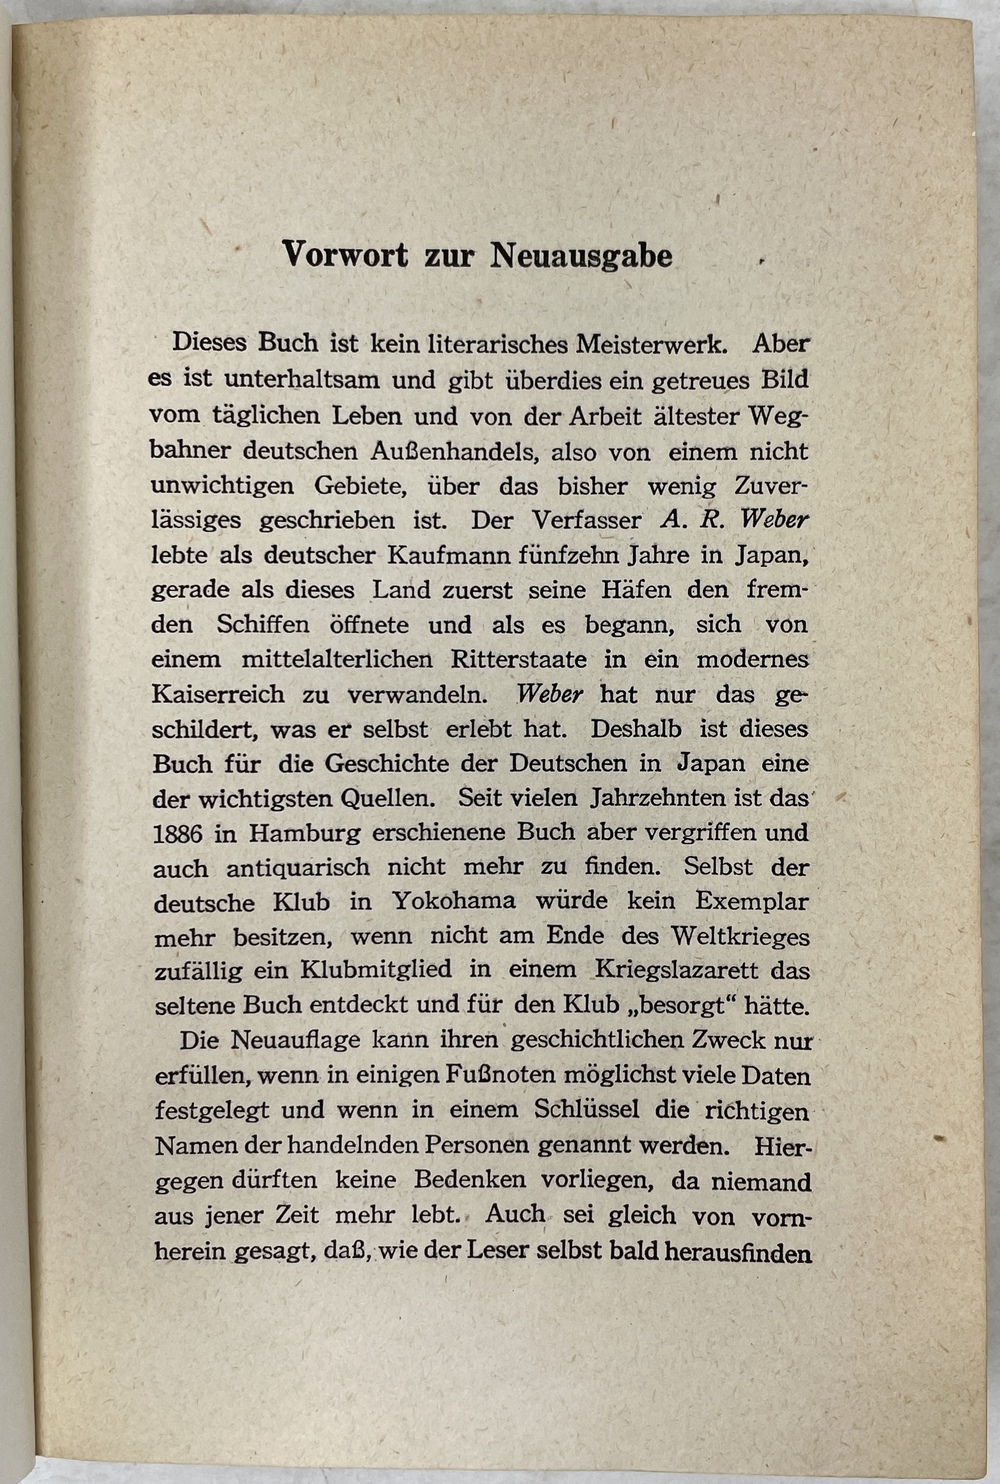 Vorwort zur Neuausgabe
Dieses Buch ist kein literarisches Meisterwerk. Aber
es ist unterhaltsam und gibt überdies ein getreues Bild
vom täglichen Leben und von der Arbeit ältester Weg-
bahner deutschen Außenhandels, also von einem nicht
unwichtigen Gebiete, über das bisher wenig Zuver-
lässiges geschrieben ist. Der Verfasser A. R. Weber
lebte als deutscher Kaufmann fünfzehn Jahre in Japan,
gerade als dieses Land zuerst seine Häfen den frem-
den Schiffen öffnete und als es begann, sich von
einem mittelalterlichen Ritterstaate in ein modernes
Kaiserreich zu verwandeln. Weber hat nur das ge-
schildert, was er selbst erlebt hat. Deshalb ist dieses
Buch für die Geschichte der Deutschen in Japan eine
der wichtigsten Quellen. Seit vielen Jahrzehnten ist das
1886 in Hamburg erschienene Buch aber vergriffen und
auch antiquarisch nicht mehr zu finden. Selbst der
deutsche Klub in Yokohama würde kein Exemplar
mehr besitzen, wenn nicht am Ende des Weltkrieges
zufällig ein Klubmitglied in einem Kriegslazarett das
seltene Buch entdeckt und für den Klub „besorgt“ hätte.
Die Neuauflage kann ihren geschichtlichen Zweck nur
erfüllen, wenn in einigen Fußnoten möglichst viele Daten
festgelegt und wenn in einem Schlüssel die richtigen
Namen der handelnden Personen genannt werden. Hier-
gegen dürften keine Bedenken vorliegen, da niemand
aus jener Zeit mehr lebt. Auch sei gleich von vorn-
herein gesagt, daß, wie der Leser selbst bald herausfinden